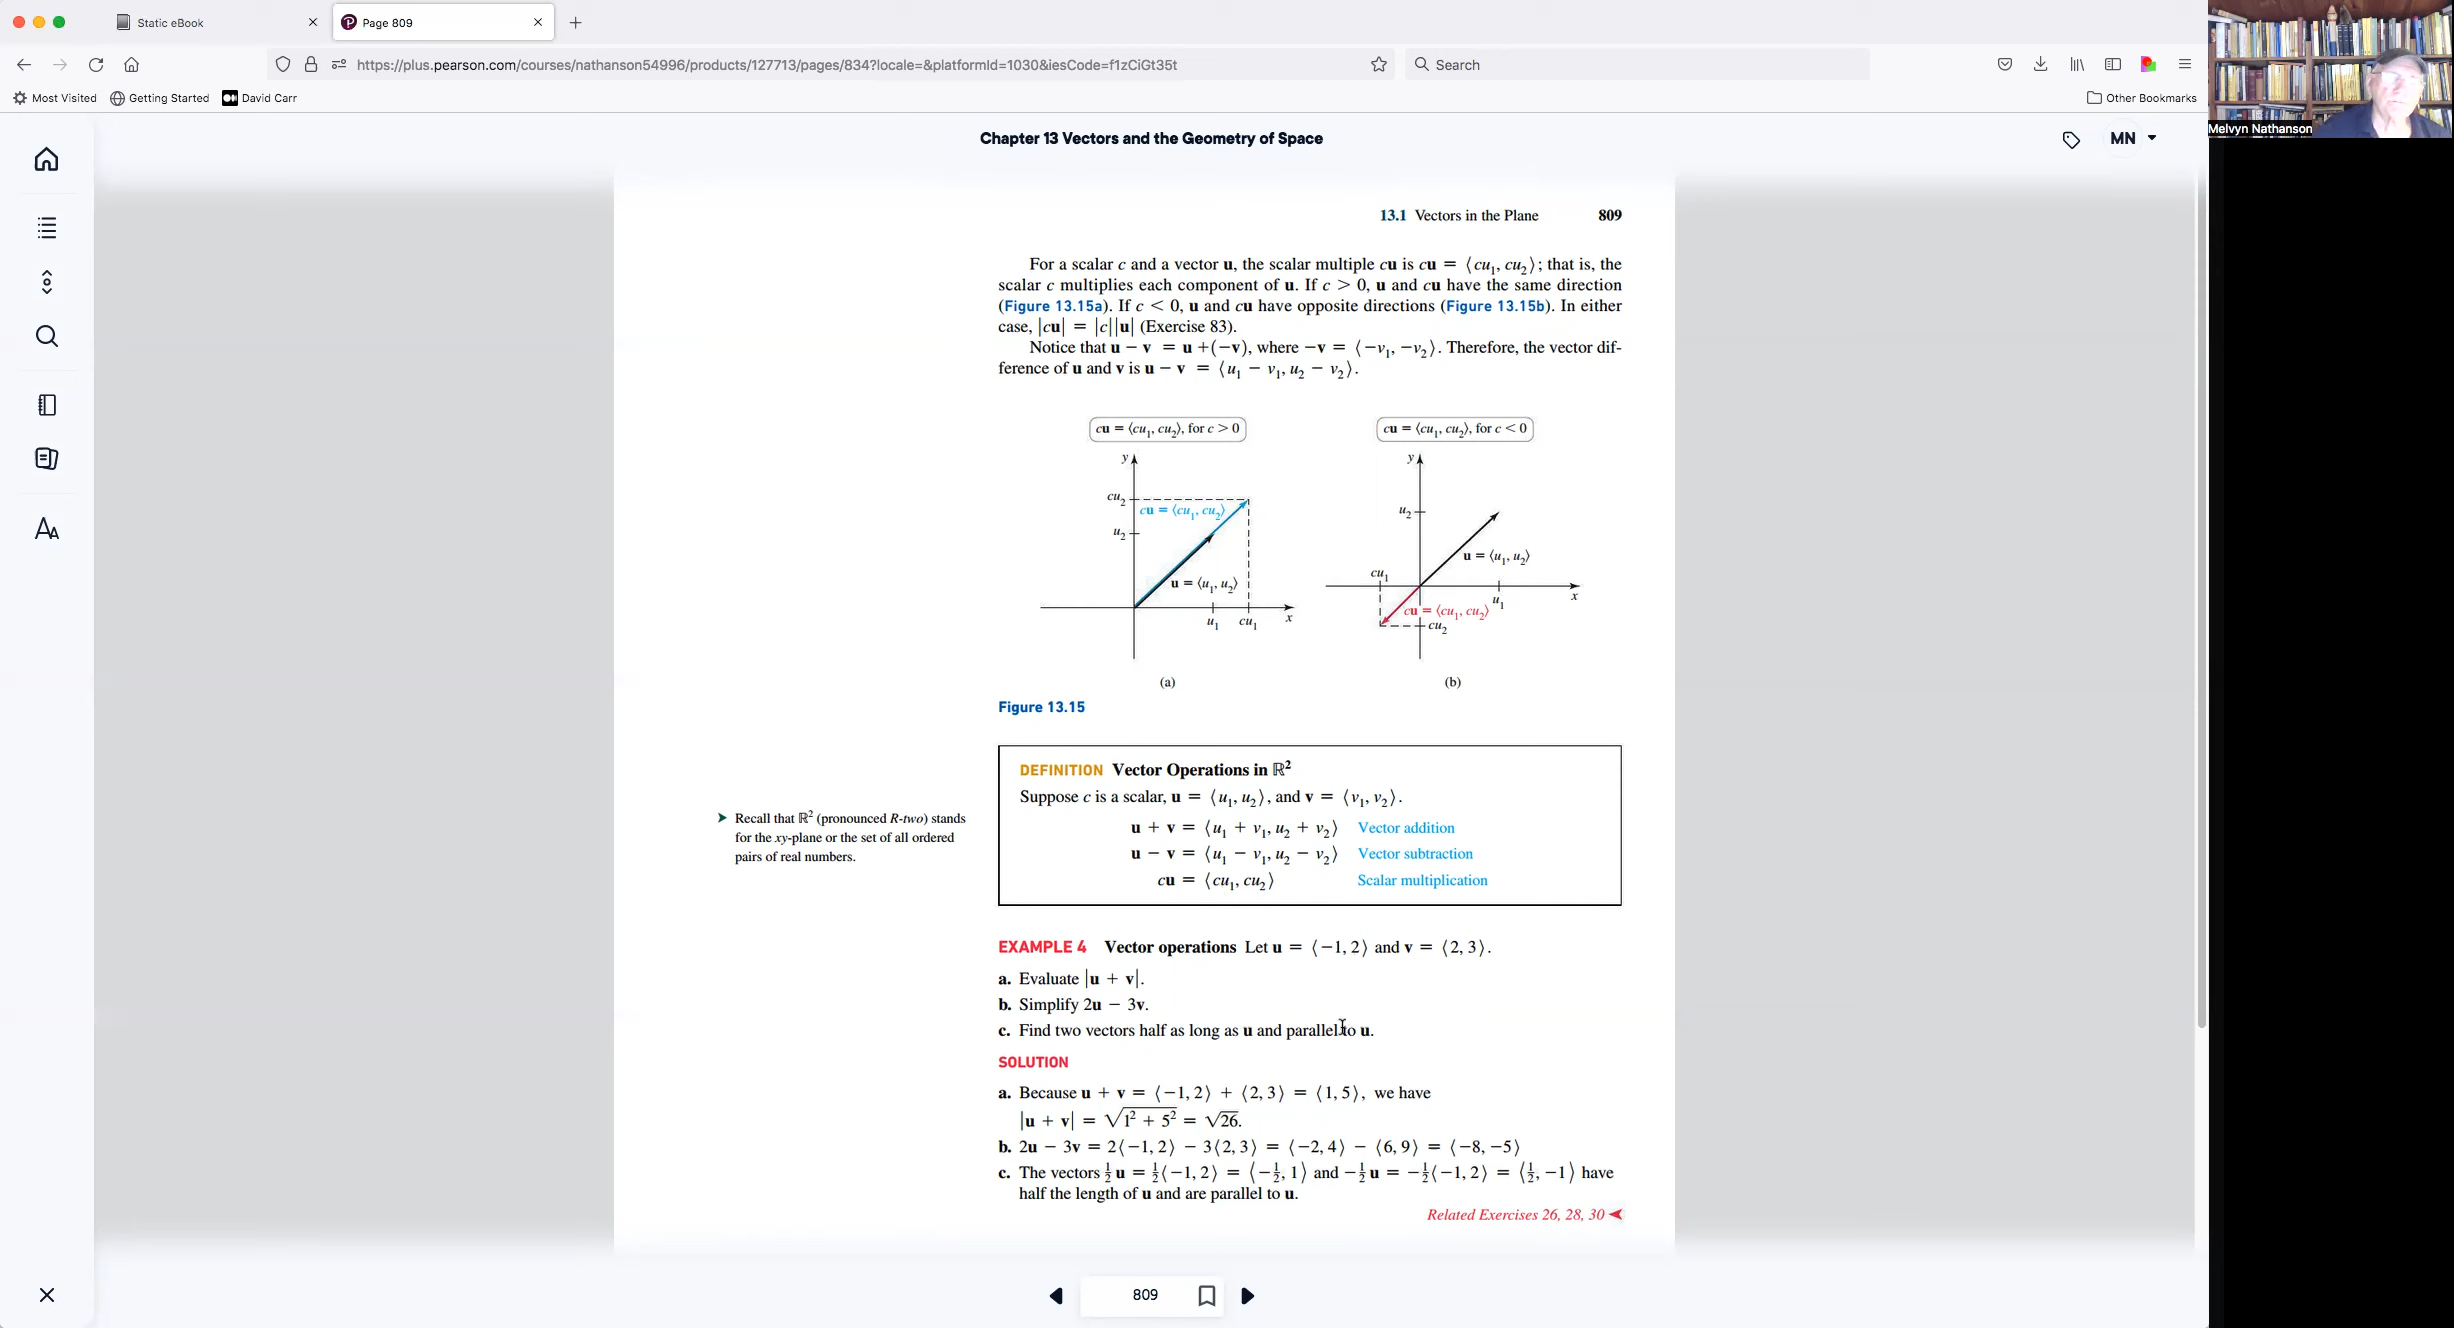 Static eBook
Page 809
https://plus.pearson.com/courses/nathanson54996/products/127713/pages/834?locale=&platformId=1030&iesCode=f1zCiGt35t
Search
Most Visited
Getting Started
David Carr
Other Bookmarks
Melvyn Nathanson
Chapter 13 Vectors and the Geometry of Space
MN
13.1 Vectors in the Plane 809
For a scalar c and a vector u, the scalar multiple cu is cu = ⟨cu₁, cu₂⟩; that is, the
scalar c multiplies each component of u. If c > 0, u and cu have the same direction
(Figure 13.15a). If c < 0, u and cu have opposite directions (Figure 13.15b). In either
case, |cu| = |c||u| (Exercise 83).
Notice that u − v = u +(−v), where −v = ⟨−v₁, −v₂⟩. Therefore, the vector dif-
ference of u and v is u − v = ⟨u₁ − v₁, u₂ − v₂⟩.
cu = ⟨cu₁, cu₂⟩, for c > 0
y
cu₂
cu = ⟨cu₁, cu₂⟩
u₂
u = ⟨u₁, u₂⟩
u₁ cu₁ x
(a)
cu = ⟨cu₁, cu₂⟩, for c < 0
y
u₂
u = ⟨u₁, u₂⟩
cu₁
u₁ x
cu = ⟨cu₁, cu₂⟩
cu₂
(b)
Figure 13.15
DEFINITION Vector Operations in ℝ²
Suppose c is a scalar, u = ⟨u₁, u₂⟩, and v = ⟨v₁, v₂⟩.
u + v = ⟨u₁ + v₁, u₂ + v₂⟩ Vector addition
u − v = ⟨u₁ − v₁, u₂ − v₂⟩ Vector subtraction
cu = ⟨cu₁, cu₂⟩ Scalar multiplication
Recall that ℝ² (pronounced R-two) stands
for the xy-plane or the set of all ordered
pairs of real numbers.
EXAMPLE 4 Vector operations Let u = ⟨−1, 2⟩ and v = ⟨2, 3⟩.
a. Evaluate |u + v|.
b. Simplify 2u − 3v.
c. Find two vectors half as long as u and parallel to u.
SOLUTION
a. Because u + v = ⟨−1, 2⟩ + ⟨2, 3⟩ = ⟨1, 5⟩, we have
|u + v| = √(1² + 5²) = √26.
b. 2u − 3v = 2⟨−1, 2⟩ − 3⟨2, 3⟩ = ⟨−2, 4⟩ − ⟨6, 9⟩ = ⟨−8, −5⟩
c. The vectors ½u = ½⟨−1, 2⟩ = ⟨−½, 1⟩ and −½u = −½⟨−1, 2⟩ = ⟨½, −1⟩ have
half the length of u and are parallel to u.
Related Exercises 26, 28, 30
809